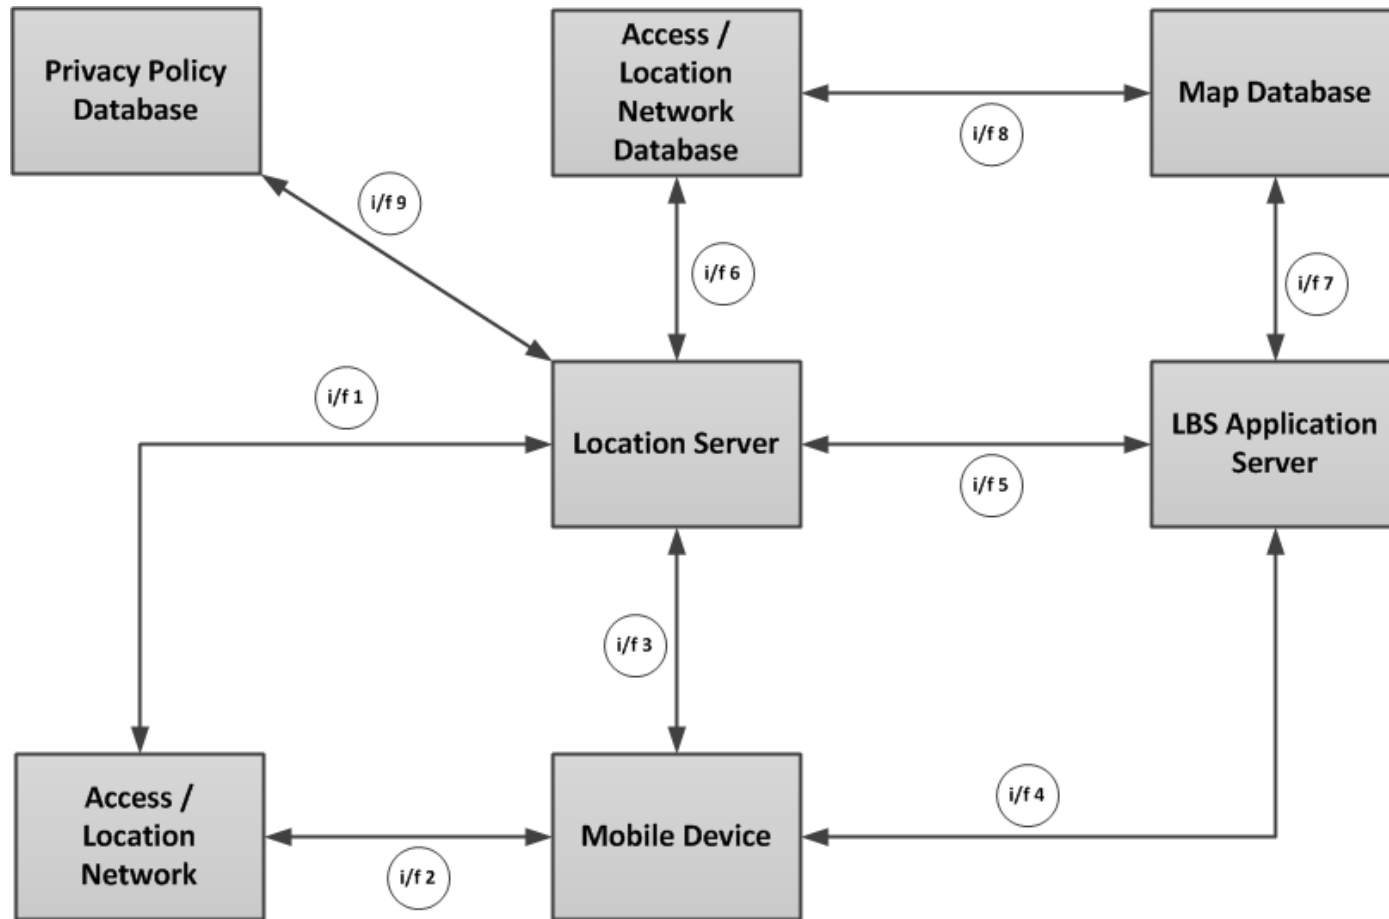 Privacy Policy
Database
Access /
Location
Network
Database
Map Database
i/f 8
i/f 9
i/f 6
i/f 7
i/f 1
Location Server
LBS Application
Server
i/f 5
i/f 3
i/f 4
Access /
Location
Network
Mobile Device
i/f 2